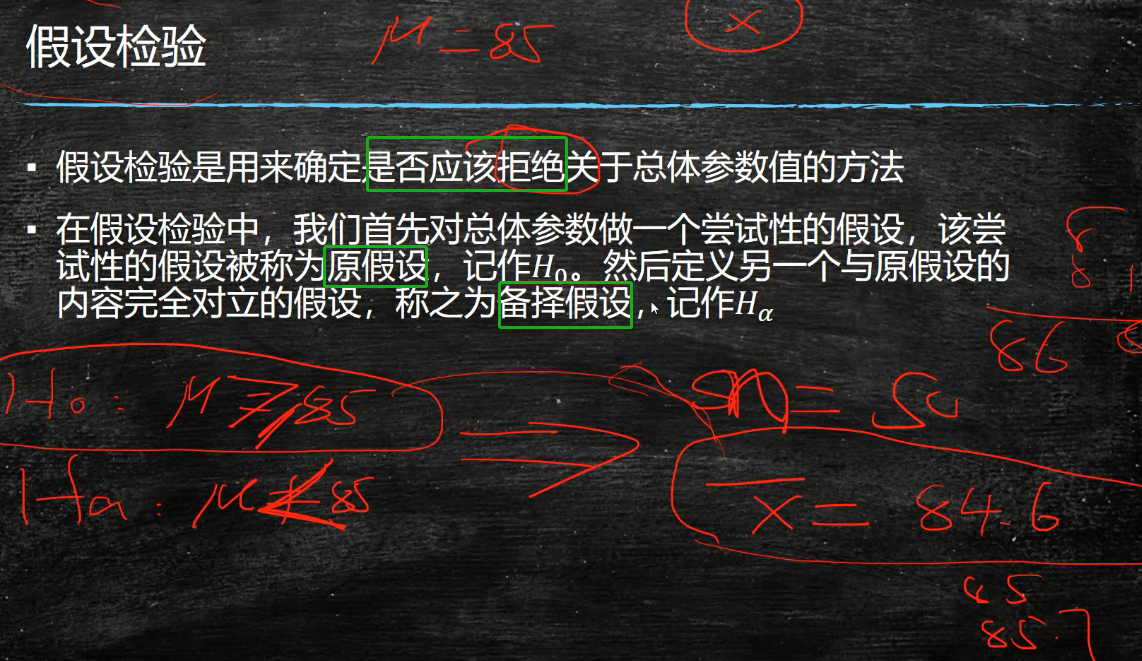 假设检验
M = 85
x
▪ 假设检验是用来确定是否应该拒绝关于总体参数值的方法
▪ 在假设检验中，我们首先对总体参数做一个尝试性的假设，该尝
试性的假设被称为原假设，记作H₀。然后定义另一个与原假设的
内容完全对立的假设，称之为备择假设，记作Hα
86
H₀: M 85
= 50
Ha: M 85
x̄ = 84.6
85.7